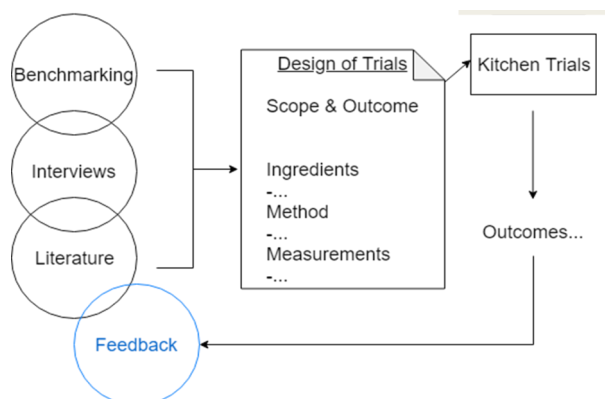 Benchmarking
Interviews
Literature
Feedback
Design of Trials
Scope & Outcome
Ingredients
-...
Method
-...
Measurements
-...
Kitchen Trials
Outcomes...